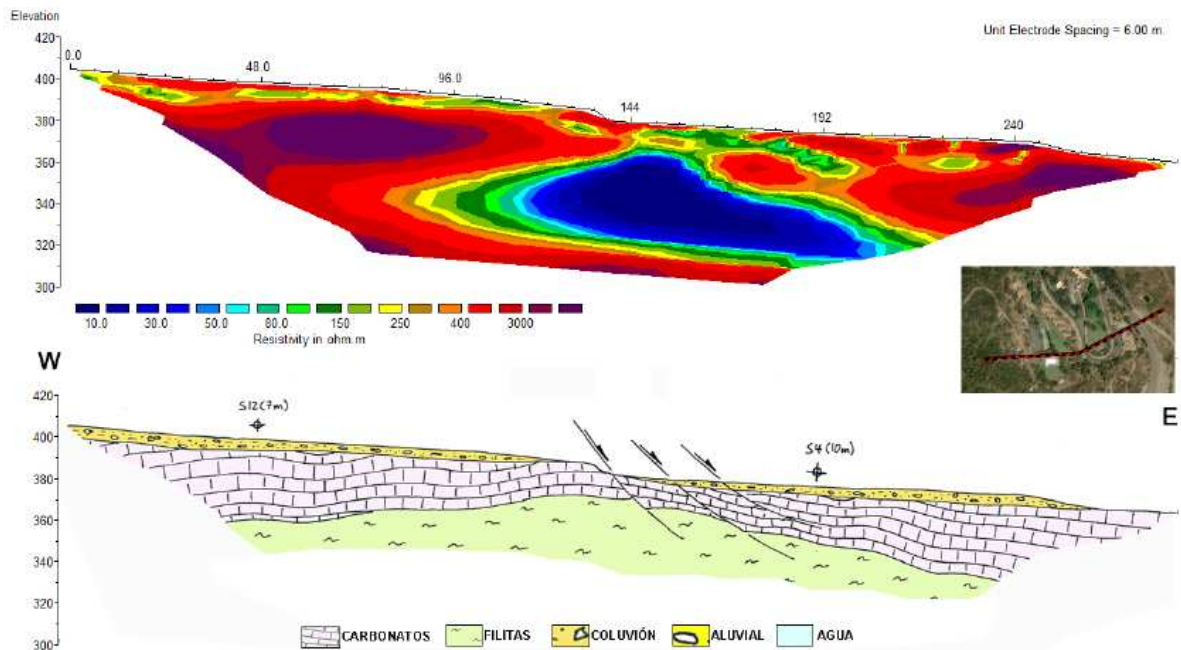 Elevation
Unit Electrode Spacing = 6.00 m.
420
400
380
360
340
320
300
0.0 48.0 96.0 144 192 240
10.0 30.0 50.0 80.0 150 250 400 3000
Resistivity in ohm.m
W
E
420
400
380
360
340
320
300
S12(7m)
S4(10m)
CARBONATOS FILITAS COLUVIÓN ALUVIAL AGUA